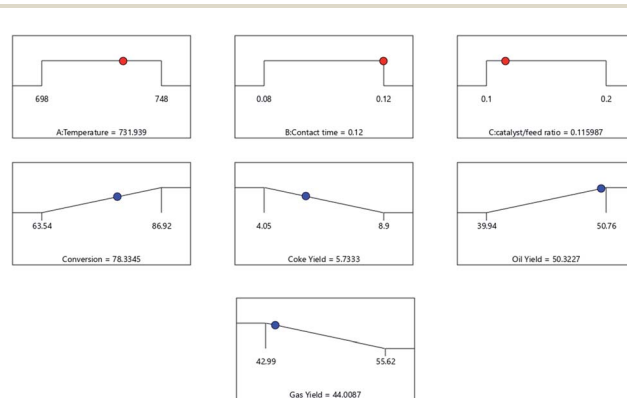 698 748
A:Temperature = 731.939
0.08 0.12
B:Contact time = 0.12
0.1 0.2
C:catalyst/feed ratio = 0.115987
63.54 86.92
Conversion = 78.3345
4.05 8.9
Coke Yield = 5.7333
39.94 50.76
Oil Yield = 50.3227
42.99 55.62
Gas Yield = 44.0087